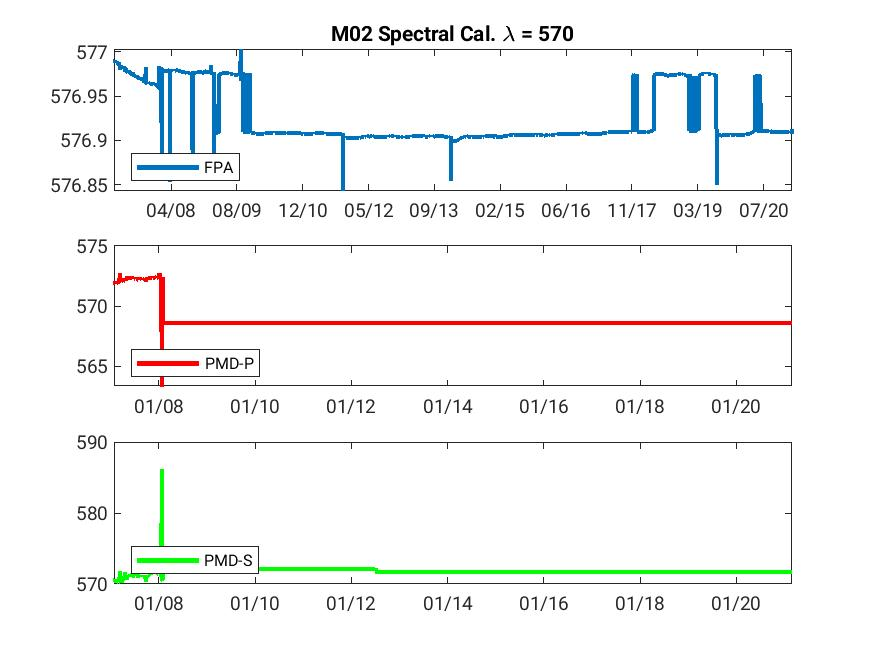 M02 Spectral Cal. λ = 570
577
576.95
576.9
576.85
FPA
04/08 08/09 12/10 05/12 09/13 02/15 06/16 11/17 03/19 07/20
575
570
565
PMD-P
01/08 01/10 01/12 01/14 01/16 01/18 01/20
590
580
570
PMD-S
01/08 01/10 01/12 01/14 01/16 01/18 01/20